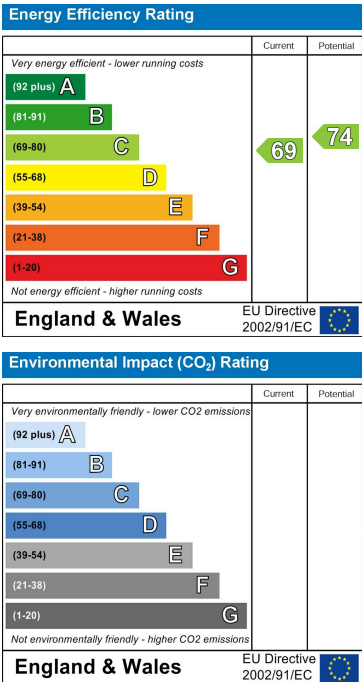 Energy Efficiency Rating
Current Potential
Very energy efficient - lower running costs
(92 plus) A
(81-91) B
(69-80) C
(55-68) D
(39-54) E
(21-38) F
(1-20) G
69
74
Not energy efficient - higher running costs
England & Wales
EU Directive
2002/91/EC
Environmental Impact (CO₂) Rating
Current Potential
Very environmentally friendly - lower CO2 emissions
(92 plus) A
(81-91) B
(69-80) C
(55-68) D
(39-54) E
(21-38) F
(1-20) G
Not environmentally friendly - higher CO2 emissions
England & Wales
EU Directive
2002/91/EC